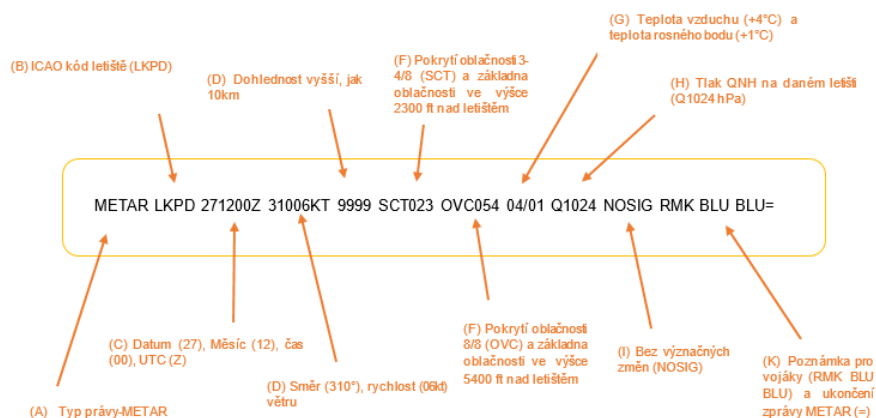 (G) Teplota vzduchu (+4°C) a
teplota rosného bodu (+1°C)
(B) ICAO kód letiště (LKPD)
(D) Dohlednost vyšší, jak
10km
(F) Pokrytí oblačnosti 3-
4/8 (SCT) a základna
oblačnosti ve výšce
2300 ft nad letištěm
(H) Tlak QNH na daném letišti
(Q1024 hPa)
METAR LKPD 271200Z 31006KT 9999 SCT023 OVC054 04/01 Q1024 NOSIG RMK BLU BLU=
(C) Datum (27), Měsíc (12), čas
(00), UTC (Z)
(A) Typ právy-METAR
(D) Směr (310°), rychlost (06kt)
větru
(F) Pokrytí oblačnosti
8/8 (OVC) a základna
oblačnosti ve výšce
5400 ft nad letištěm
(I) Bez význačných
změn (NOSIG)
(K) Poznámka pro
vojáky (RMK BLU
BLU) a ukončení
zprávy METAR (=)